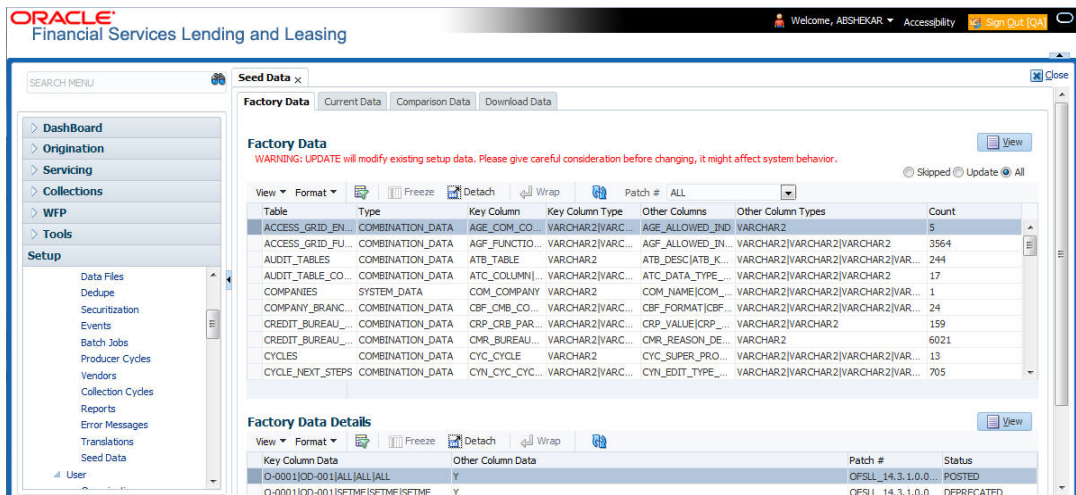 ORACLE
Financial Services Lending and Leasing
Welcome, ABSHEKAR Accessibility Sign Out [QA]
SEARCH MENU
Seed Data x
Close
Factory Data Current Data Comparison Data Download Data
DashBoard
Origination
Servicing
Collections
WFP
Tools
Setup
Data Files
Dedupe
Securitization
Events
Batch Jobs
Producer Cycles
Vendors
Collection Cycles
Reports
Error Messages
Translations
Seed Data
User
Factory Data
View
WARNING: UPDATE will modify existing setup data. Please give careful consideration before changing, it might affect system behavior.
Skipped Update All
View Format Freeze Detach Wrap Patch # ALL
Table Type Key Column Key Column Type Other Columns Other Column Types Count
ACCESS_GRID_EN... COMBINATION_DATA AGE_COM_CO... VARCHAR2|VARC... AGE_ALLOWED_IND VARCHAR2 5
ACCESS_GRID_FU... COMBINATION_DATA AGF_FUNCTIO... VARCHAR2|VARC... AGF_ALLOWED_IN... VARCHAR2|VARCHAR2|VARCHAR2 3564
AUDIT_TABLES COMBINATION_DATA ATB_TABLE VARCHAR2 ATB_DESC|ATB_K... VARCHAR2|VARCHAR2|VARCHAR2|VAR... 244
AUDIT_TABLE_CO... COMBINATION_DATA ATC_COLUMN|... VARCHAR2|VARC... ATC_DATA_TYPE_... VARCHAR2|VARCHAR2 17
COMPANIES SYSTEM_DATA COM_COMPANY VARCHAR2 COM_NAME|COM_... VARCHAR2|VARCHAR2|VARCHAR2|VAR... 1
COMPANY_BRANC... COMBINATION_DATA CBF_CMB_CO... VARCHAR2|VARC... CBF_FORMAT|CBF... VARCHAR2|VARCHAR2|VARCHAR2|VAR... 24
CREDIT_BUREAU_... COMBINATION_DATA CRP_CRB_PAR... VARCHAR2|VARC... CRP_VALUE|CRP_... VARCHAR2|VARCHAR2 159
CREDIT_BUREAU_... COMBINATION_DATA CMR_BUREAU... VARCHAR2|VARC... CMR_REASON_DE... VARCHAR2 6021
CYCLES COMBINATION_DATA CYC_CYCLE VARCHAR2 CYC_SUPER_PRO... VARCHAR2|VARCHAR2|VARCHAR2|VAR... 13
CYCLE_NEXT_STEPS COMBINATION_DATA CYN_CYC_CYC... VARCHAR2|VARC... CYN_EDIT_TYPE_... VARCHAR2|VARCHAR2|VARCHAR2|VAR... 705
Factory Data Details
View
View Format Freeze Detach Wrap
Key Column Data Other Column Data Patch # Status
O-0001|OD-001|ALL|ALL|ALL Y OFSLL_14.3.1.0.0... POSTED
O-0001|OD-001|SETME|SETME|SETME Y OFSLL_14.3.1.0.0 DEPRECATED